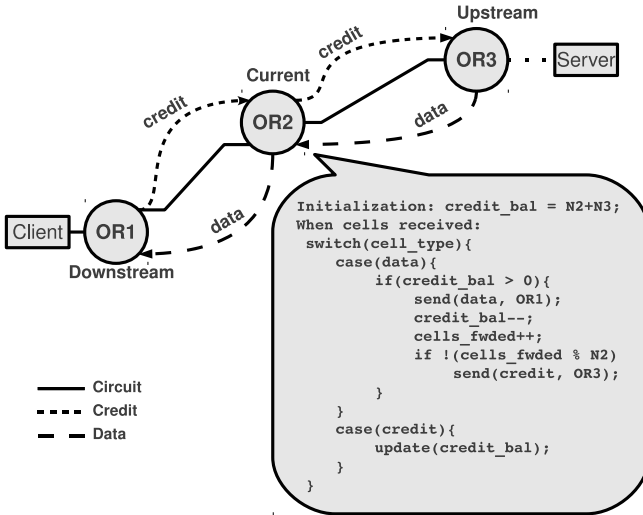 Upstream
credit
OR3
Server
Current
credit
OR2
data
Client
OR1
data
Downstream
Initialization: credit_bal = N2+N3;
When cells received:
switch(cell_type){
case(data){
if(credit_bal > 0){
send(data, OR1);
credit_bal--;
cells_fwded++;
if !(cells_fwded % N2)
send(credit, OR3);
}
}
case(credit){
update(credit_bal);
}
}
Circuit
Credit
Data